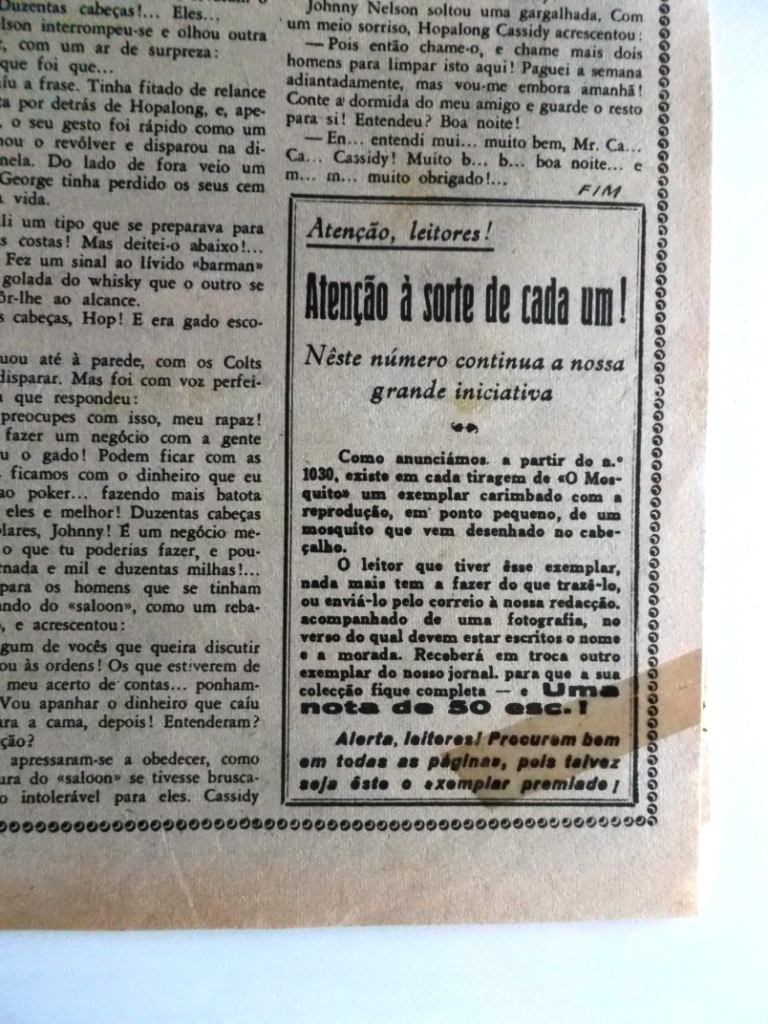 Duzentas cabeças!... Eles...
lson interrompeu-se e olhou outra
, com um ar de surpreza:
que foi que...
íu a frase. Tinha fitado de relance
ta por detrás de Hopalong, e, ape-
, o seu gesto foi rápido como um
ou o revólver e disparou na di-
nela. Do lado de fora veio um
George tinha perdido os seus cem
a vida.
li um tipo que se preparava para
s costas! Mas deitei-o abaixo!...
Fez um sinal ao lívido «barman»
golada do whisky que o outro se
ôr-lhe ao alcance.
s cabeças, Hop! E era gado esco-
uou até à parede, com os Colts
disparar. Mas foi com voz perfei-
a que respondeu:
preocupes com isso, meu rapaz!
fazer um negócio com a gente
u o gado! Podem ficar com as
ficamos com o dinheiro que eu
ao poker... fazendo mais batota
eles e melhor! Duzentas cabeças
lares, Johnny! É um negócio me-
o que tu poderias fazer, e pou-
rnada e mil e duzentas milhas!...
para os homens que se tinham
ando do «saloon», como um reba-
, e acrescentou:
gum de vocês que queira discutir
ou às ordens! Os que estiverem de
meu acerto de contas... ponham-
Vou apanhar o dinheiro que caíu
ara a cama, depois! Entenderam?
ção?
apressaram-se a obedecer, como
ura do «saloon» se tivesse brusca-
o intolerável para eles. Cassidy
Johnny Nelson soltou uma gargalhada. Com
um meio sorriso, Hopalong Cassidy acrescentou:
— Pois então chame-o, e chame mais dois
homens para limpar isto aqui! Paguei a semana
adiantadamente, mas vou-me embora amanhã!
Conte a dormida do meu amigo e guarde o resto
para si! Entendeu? Boa noite!
— En... entendi mui... muito bem, Mr. Ca...
Ca... Cassidy! Muito b... b... boa noite... e
m... m... muito obrigado!...
FIM
Atenção, leitores!
Atenção à sorte de cada um!
Nêste número continua a nossa
grande iniciativa
Como anunciámos, a partir do n.º
1030, existe em cada tiragem de «O Mos-
quito» um exemplar carimbado com a
reprodução, em ponto pequeno, de um
mosquito que vem desenhado no cabe-
çalho.
O leitor que tiver êsse exemplar,
nada mais tem a fazer do que trazê-lo,
ou enviá-lo pelo correio à nossa redacção,
acompanhado de uma fotografia, no
verso do qual devem estar escritos o nome
e a morada. Receberá em troca outro
exemplar do nosso jornal, para que a sua
colecção fique completa — e Uma
nota de 50 esc.!
Alerta, leitores! Procurem bem
em todas as páginas, pois talvez
seja êste o exemplar premiado!